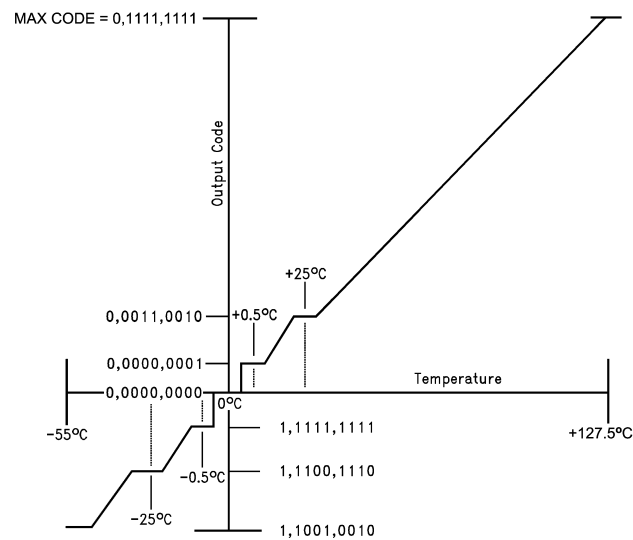 MAX CODE = 0,1111,1111
Output Code
+25°C
0,0011,0010
+0.5°C
0,0000,0001
Temperature
0,0000,0000
0°C
-55°C
+127.5°C
1,1111,1111
-0.5°C
1,1100,1110
-25°C
1,1001,0010